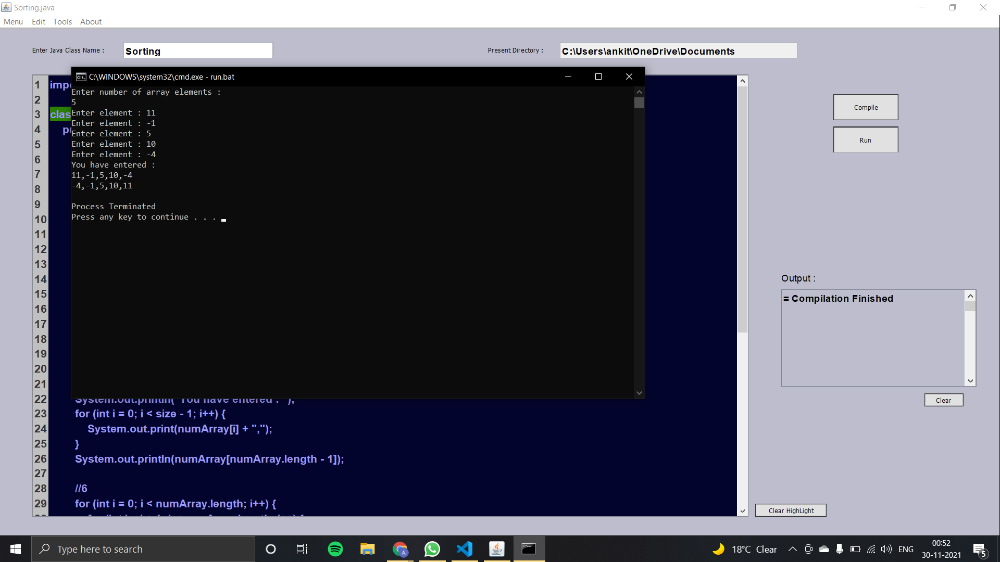 Sorting.java
Menu Edit Tools About
Enter Java Class Name : Sorting
Present Directory : C:\Users\ankit\OneDrive\Documents
C:\WINDOWS\system32\cmd.exe - run.bat
Enter number of array elements :
5
Enter element : 11
Enter element : -1
Enter element : 5
Enter element : 10
Enter element : -4
You have entered :
11,-1,5,10,-4
-4,-1,5,10,11
Process Terminated
Press any key to continue . . .
1
2
3 clas
4
5
6
7
8
9
10
11
12
13
14
15
16
17
18
19
20
21
22 System.out.println("You have entered : ");
23 for (int i = 0; i < size - 1; i++) {
24 System.out.print(numArray[i] + ",");
25 }
26 System.out.println(numArray[numArray.length - 1]);
27
28 //6
29 for (int i = 0; i < numArray.length; i++) {
Compile
Run
Output :
= Compilation Finished
Clear
Clear HighLight
Type here to search
A
18°C Clear
ENG
00:52
30-11-2021
5